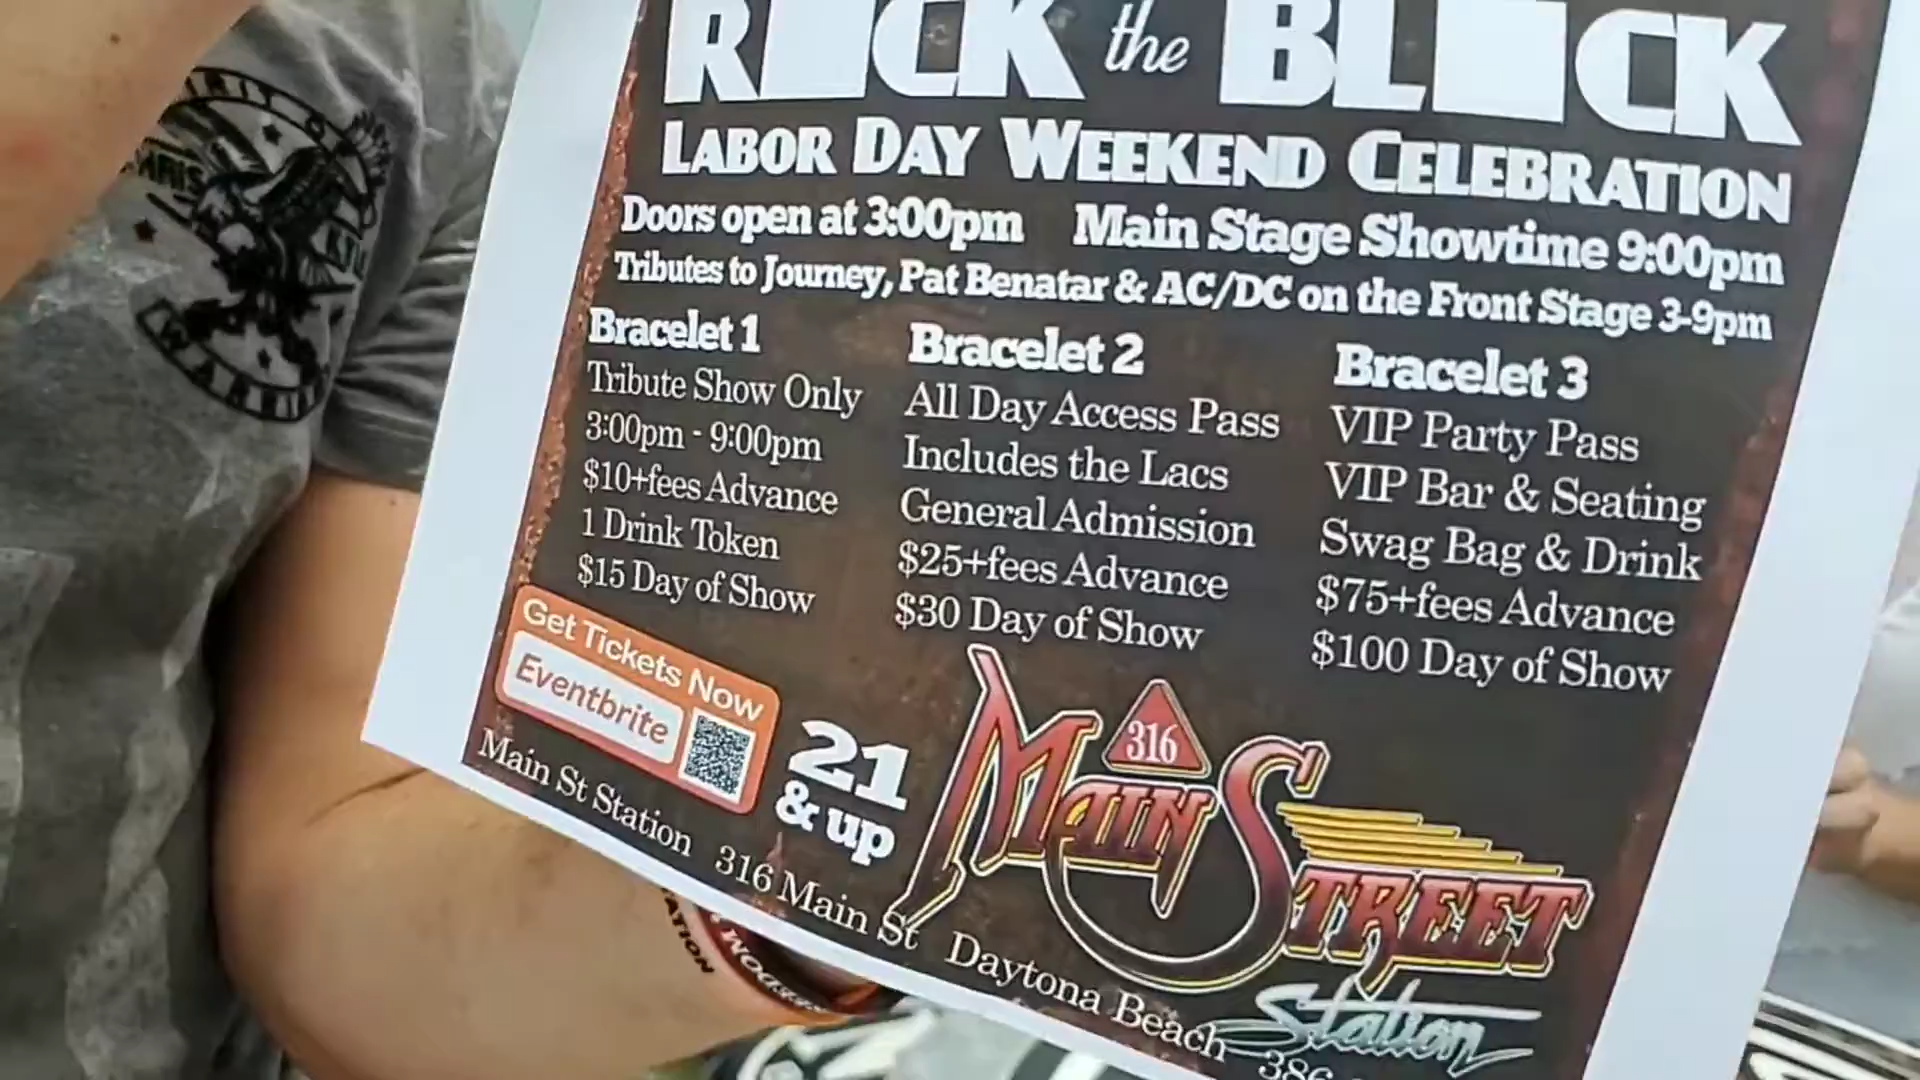 ROCK the BLOCK
LABOR DAY WEEKEND CELEBRATION
Doors open at 3:00pm Main Stage Showtime 9:00pm
Tributes to Journey, Pat Benatar & AC/DC on the Front Stage 3-9pm
Bracelet 1
Tribute Show Only
3:00pm - 9:00pm
$10+fees Advance
1 Drink Token
$15 Day of Show
Bracelet 2
All Day Access Pass
Includes the Lacs
General Admission
$25+fees Advance
$30 Day of Show
Bracelet 3
VIP Party Pass
VIP Bar & Seating
Swag Bag & Drink
$75+fees Advance
$100 Day of Show
Get Tickets Now
Eventbrite
21
& up
316
MAIN STREET
Station
Main St Station 316 Main St Daytona Beach 386